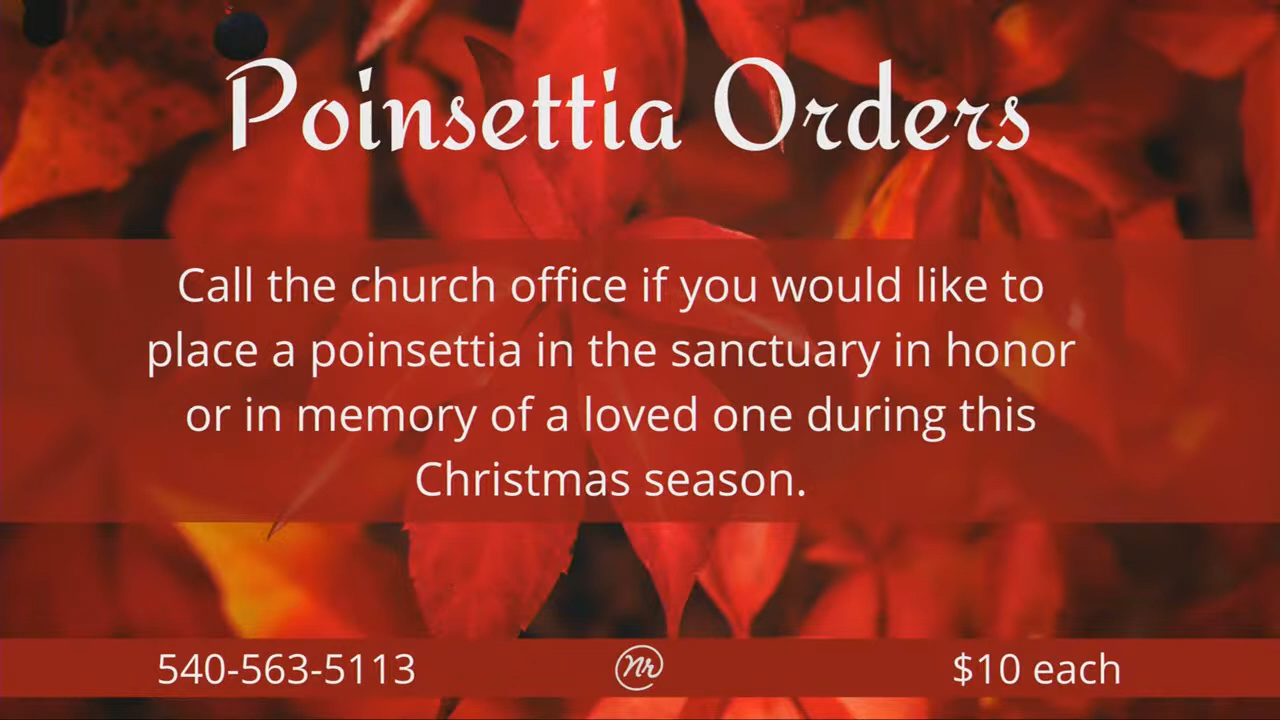 Poinsettia Orders
Call the church office if you would like to
place a poinsettia in the sanctuary in honor
or in memory of a loved one during this
Christmas season.
540-563-5113
nr
$10 each